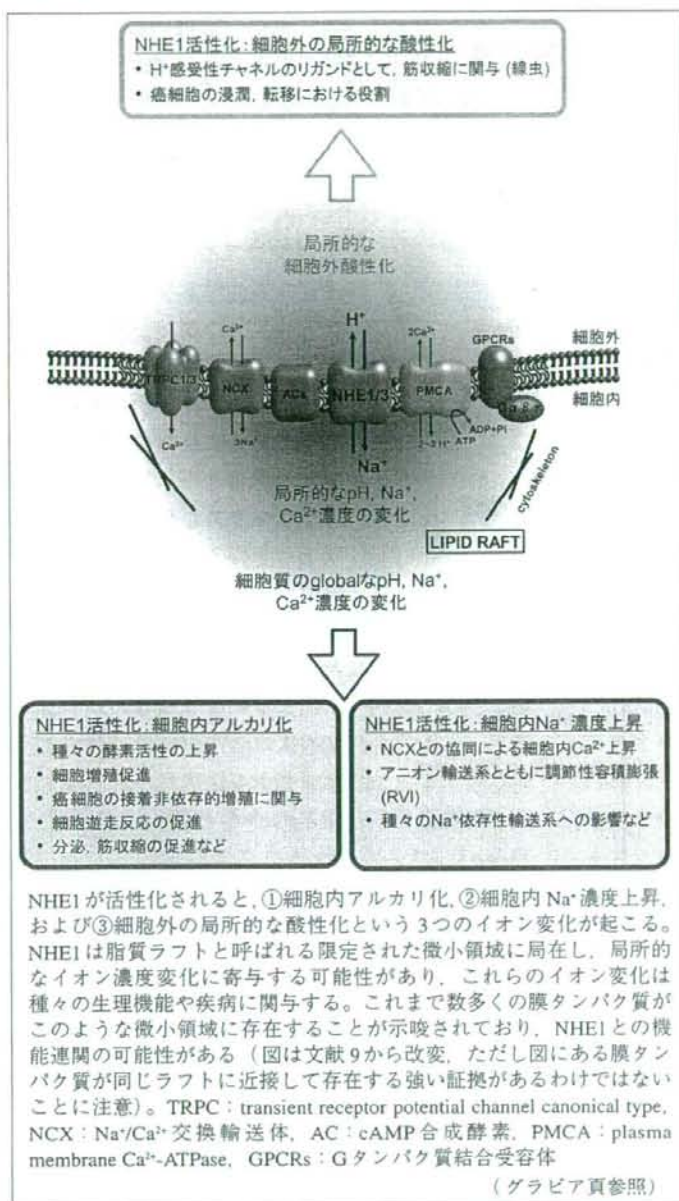 NHE1活性化：細胞外の局所的な酸性化
• H⁺感受性チャネルのリガンドとして，筋収縮に関与（線虫）
• 癌細胞の浸潤，転移における役割
局所的な
細胞外酸性化
Ca²⁺
H⁺
2Ca²⁺
GPCRs
細胞外
TRPC1/3
NCX
ACs
NHE1/3
PMCA
細胞内
Ca²⁺
3Na⁺
Na⁺
2~3 H⁺
ATP
ADP+Pi
cytoskeleton
局所的なpH, Na⁺,
Ca²⁺濃度の変化
LIPID RAFT
細胞質のglobalなpH, Na⁺,
Ca²⁺濃度の変化
NHE1活性化：細胞内アルカリ化
• 種々の酵素活性の上昇
• 細胞増殖促進
• 癌細胞の接着非依存的増殖に関与
• 細胞遊走反応の促進
• 分泌，筋収縮の促進など
NHE1活性化：細胞内Na⁺ 濃度上昇
• NCXとの協同による細胞内Ca²⁺上昇
• アニオン輸送系とともに調節性容積膨張
(RVI)
• 種々のNa⁺依存性輸送系への影響など
NHE1が活性化されると，①細胞内アルカリ化，②細胞内 Na⁺ 濃度上昇，
および③細胞外の局所的な酸性化という3つのイオン変化が起こる。
NHE1は脂質ラフトと呼ばれる限定された微小領域に局在し，局所的
なイオン濃度変化に寄与する可能性があり，これらのイオン変化は
種々の生理機能や疾病に関与する。これまで数多くの膜タンパク質が
このような微小領域に存在することが示唆されており，NHE1との機
能連関の可能性がある（図は文献9から改変，ただし図にある膜タン
パク質が同じラフトに近接して存在する強い証拠があるわけではない
ことに注意）。TRPC：transient receptor potential channel canonical type,
NCX：Na⁺/Ca²⁺ 交換輸送体，AC：cAMP 合成酵素，PMCA：plasma
membrane Ca²⁺-ATPase，GPCRs：Gタンパク質結合受容体
（グラビア頁参照）